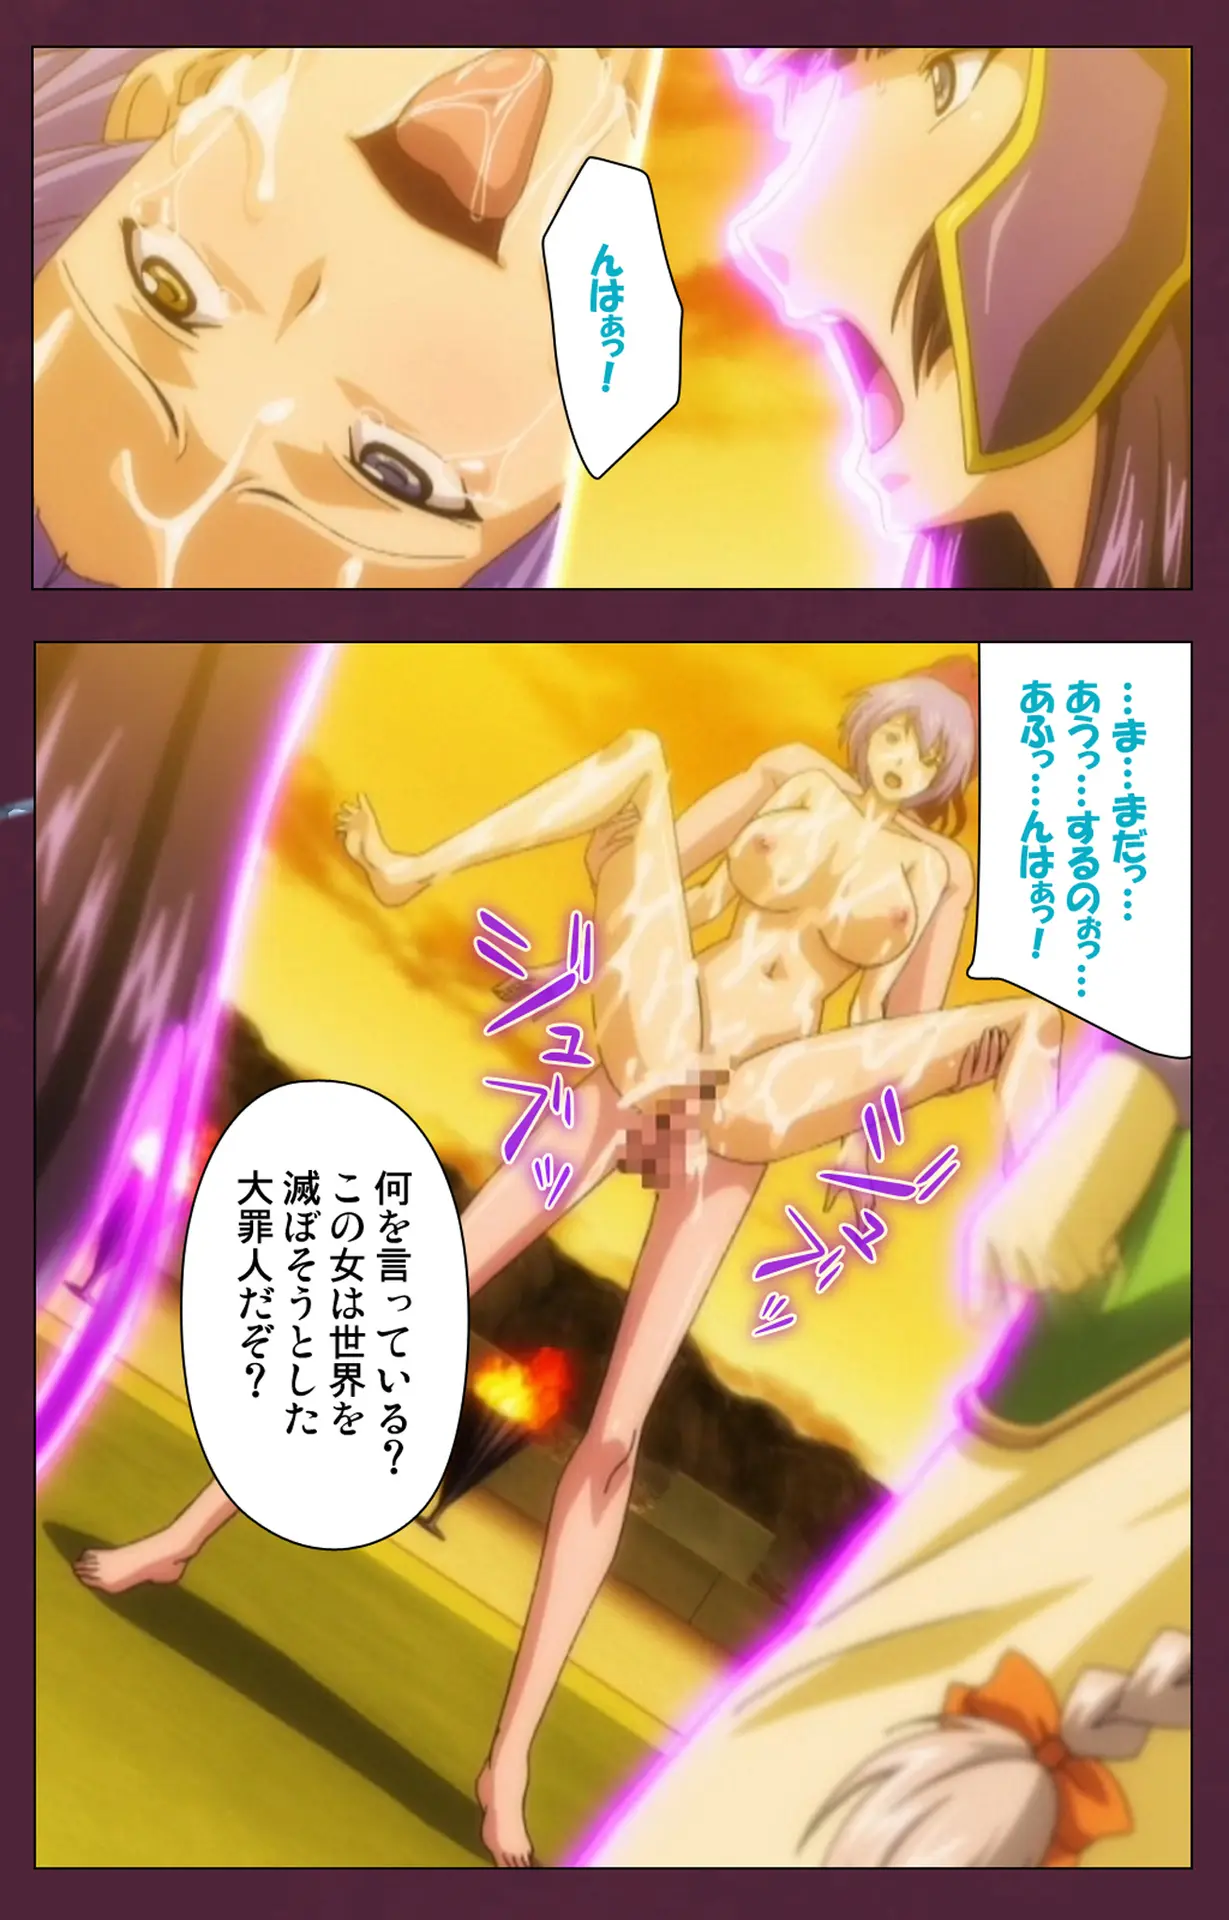 んはぁっ！
…ま…まだっ…
あうっ…するのぉっ…
あふっ…んはぁっ！
ジュブッ
ジュブッ
何を言っている？
この女は世界を
滅ぼそうとした
大罪人だぞ？